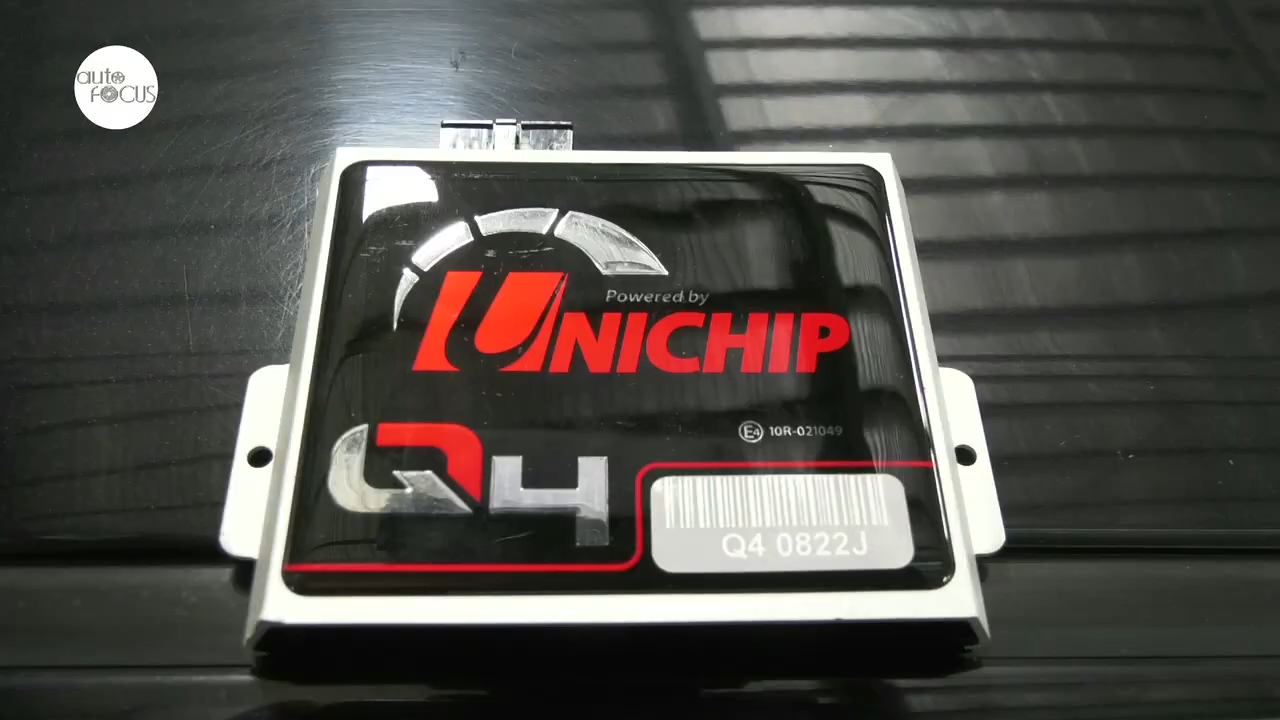 auto
FOCUS
Powered by
UNICHIP
E4 10R-021049
Q4
Q4 0822J